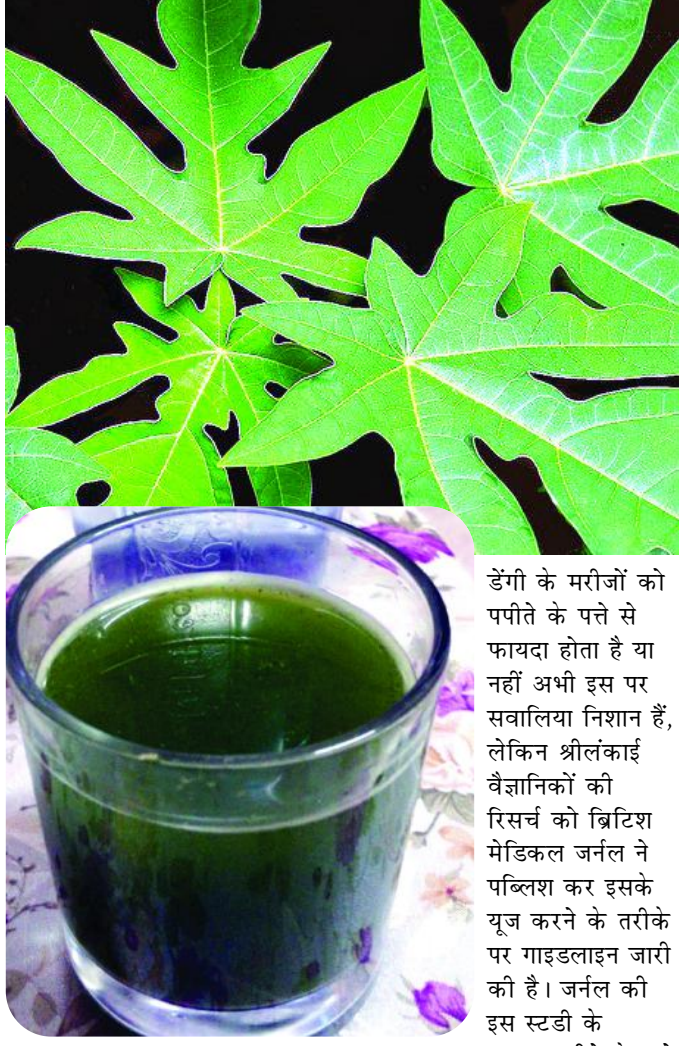 डेंगी के मरीजों को
पपीते के पत्ते से
फायदा होता है या
नहीं अभी इस पर
सवालिया निशान हैं,
लेकिन श्रीलंकाई
वैज्ञानिकों की
रिसर्च को ब्रिटिश
मेडिकल जर्नल ने
पब्लिश कर इसके
यूज करने के तरीके
पर गाइडलाइन जारी
की है। जर्नल की
इस स्टडी के